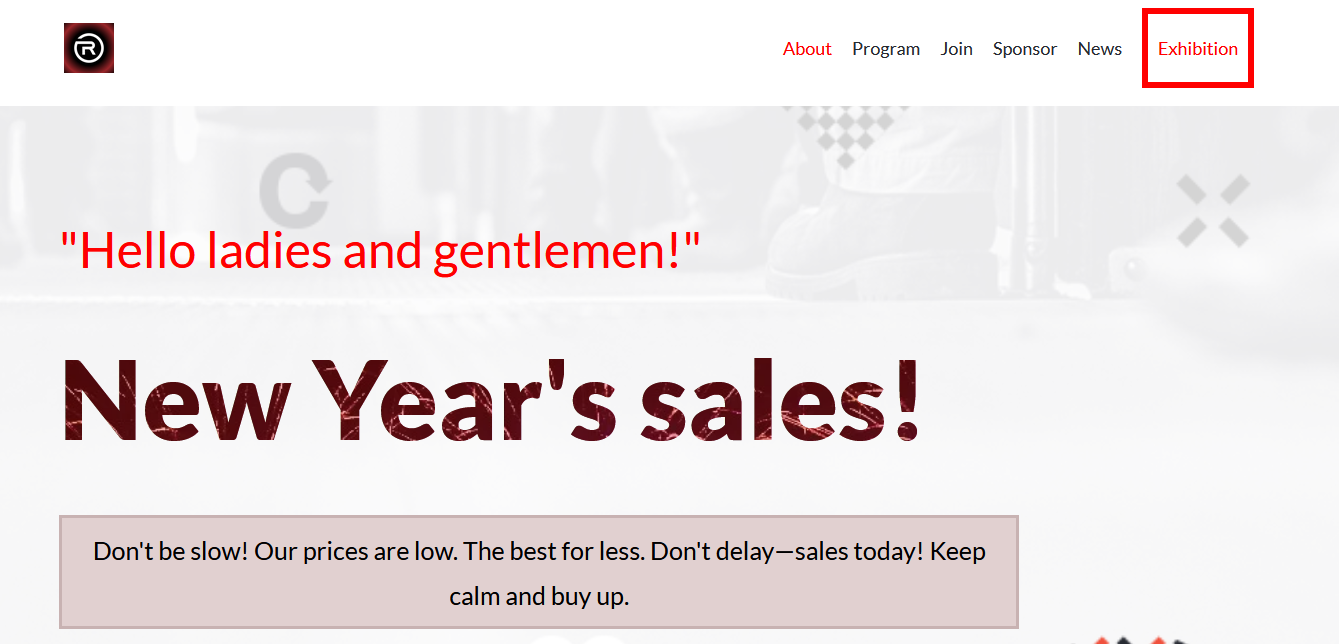 R
About Program Join Sponsor News Exhibition
"Hello ladies and gentlemen!"
New Year's sales!
Don't be slow! Our prices are low. The best for less. Don't delay—sales today! Keep
calm and buy up.